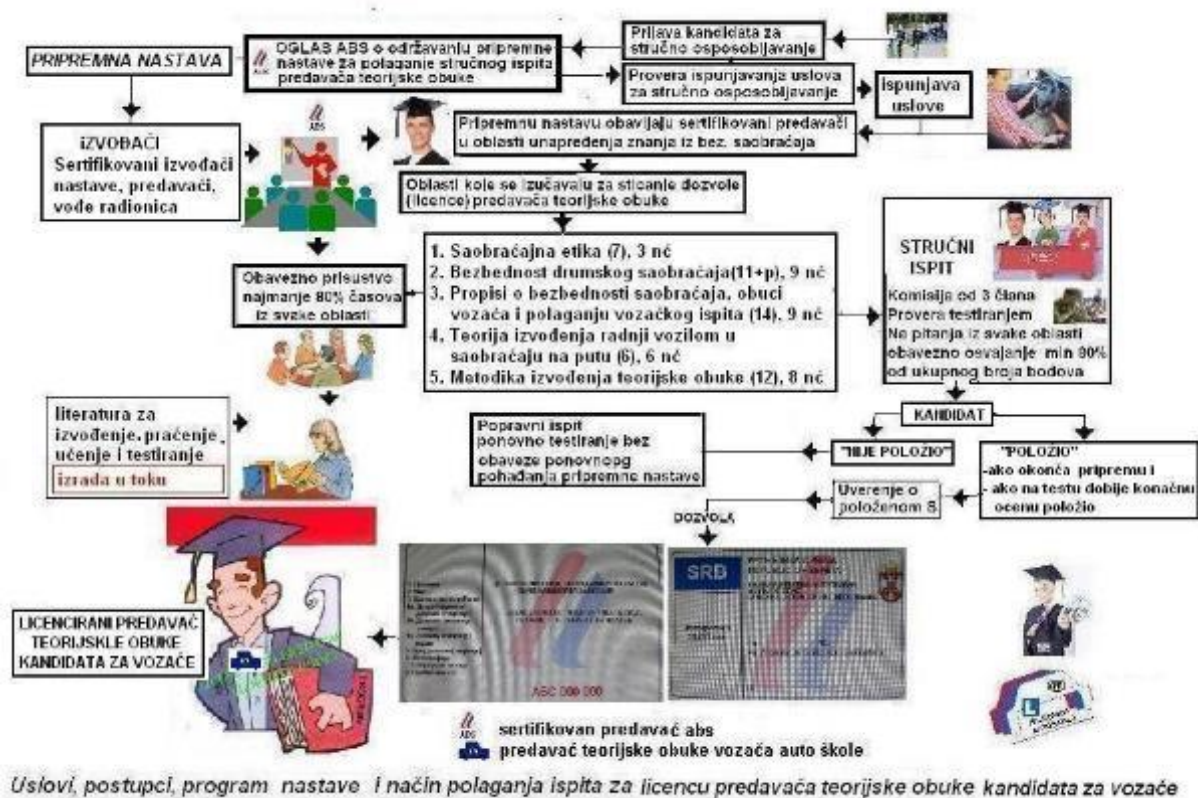 PRIPREMNA NASTAVA
OGLAS ABS o održavanju pripremne
nastave za polaganje stručnog ispita
predavača teorijske obuke
Prijava kandidata za
stručno osposobljavanje
Provera ispunjavanja uslova
za stručno osposobljavanje
ispunjava
uslove
Pripremnu nastavu obavljaju sertifikovani predavači
u oblasti unapređenja znanja iz bez. saobraćaja
iZVOĐAČI
Sertifikovani izvođači
nastave, predavači,
vođe radionica
ABS
Oblasti koje se izučavaju za sticanje dozvole
(licence) predavača teorijske obuke
Obavezno prisustvo
najmanje 80% časova
iz svake oblasti
1. Saobraćajna etika (7), 3 nč
2. Bezbednost drumskog saobraćaja(11+p), 9 nč
3. Propisi o bezbednosti saobraćaja, obuci
vozača i polaganju vozačkog ispita (14), 9 nč
4. Teorija izvođenja radnji vozilom u
saobraćaju na putu (6), 6 nč
5. Metodika izvođenja teorijske obuke (12), 8 nč
STRUČNI
ISPIT
Komisija od 3 člana
Provera testiranjem
Na pitanja iz svake oblasti
obavezno osvajanje min 80%
od ukupnog broja bodova
literatura za
izvođenje, praćenje,
učenje i testiranje
izrada u toku
KANDIDAT
Popravni ispit
ponovno testiranje bez
obaveze ponovnopg
pohađanja pripremne nastave
"NIJE POLOŽIO"
"POLOŽIO"
-ako okonča pripremu i
- ako na testu dobije konačnu
ocenu položio
Uverenje o
položenom S.
DOZVOLA
SRB
ABC 000 000
LICENCIRANI PREDAVAČ
TEORIJSKLE OBUKE
KANDIDATA ZA VOZAČE
ABS sertifikovan predavač abs
predavač teorijske obuke vozača auto škole
Uslovi, postupci, program nastave i način polaganja ispita za licencu predavača teorijske obuke kandidata za vozače